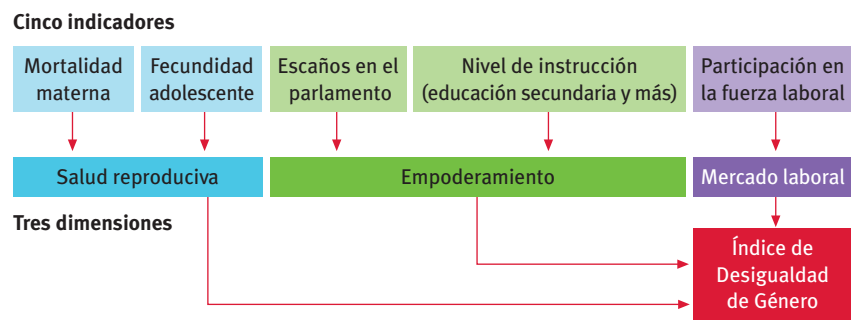 Cinco indicadores
Mortalidad
materna
Fecundidad
adolescente
Escaños en el
parlamento
Nivel de instrucción
(educación secundaria y más)
Participación en
la fuerza laboral
Salud reproduciva
Empoderamiento
Mercado laboral
Tres dimensiones
Índice de
Desigualdad
de Género